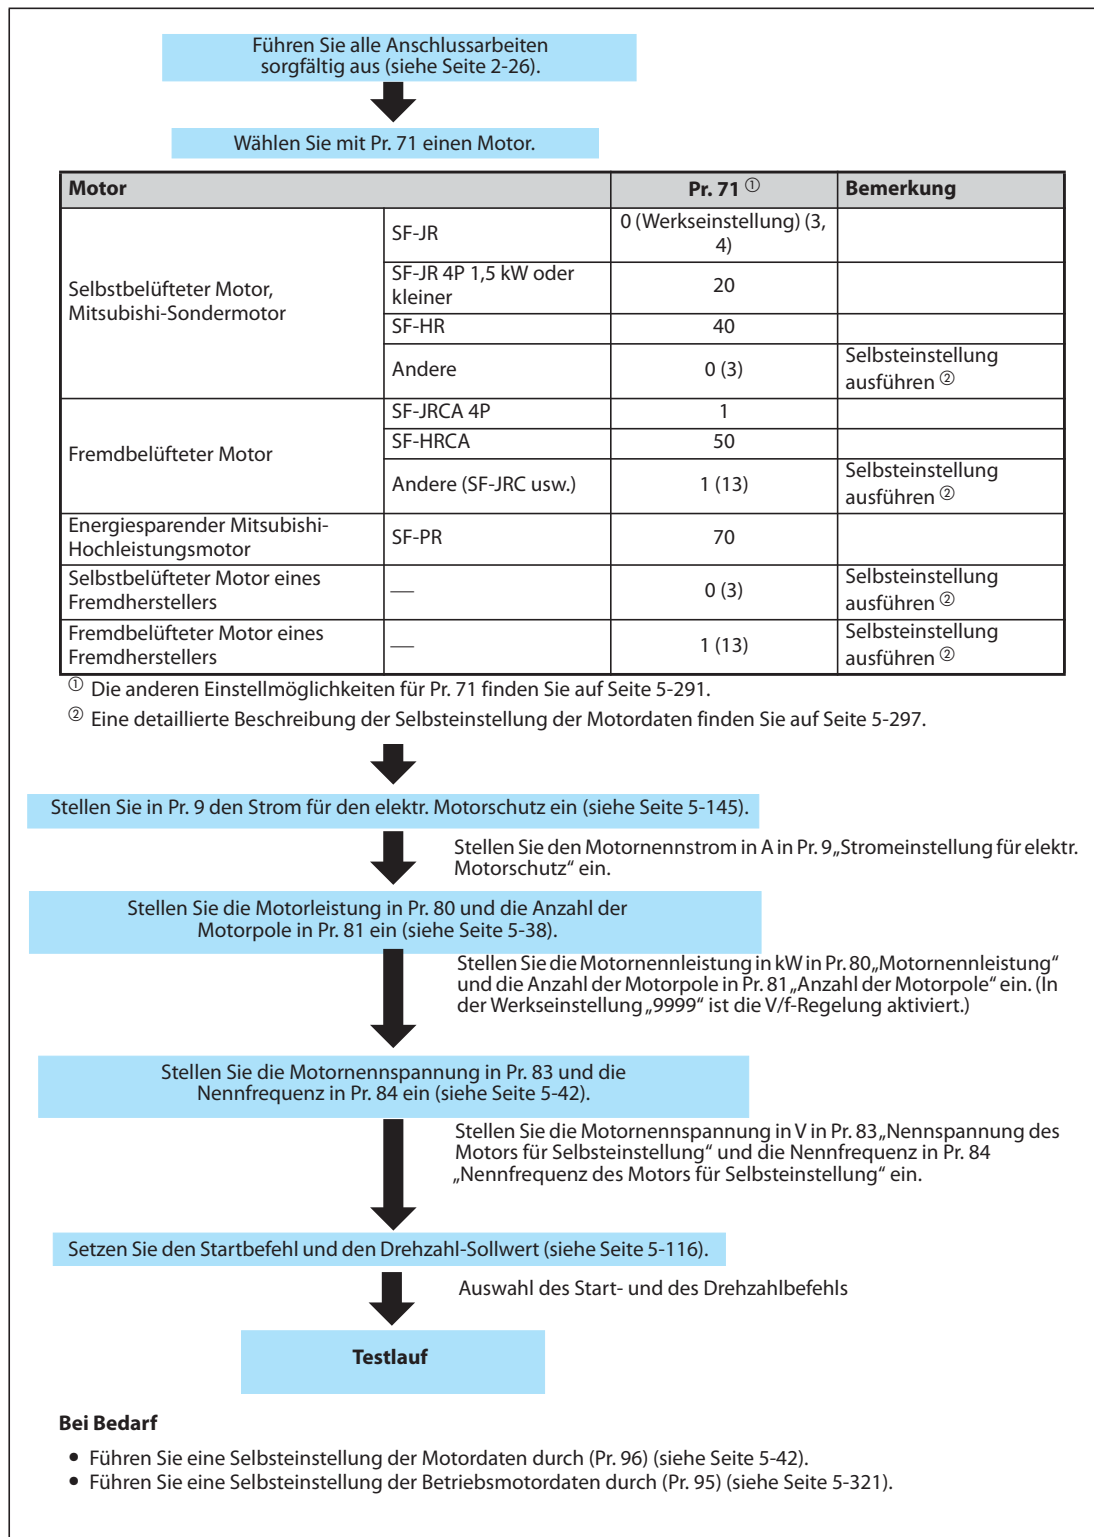 Führen Sie alle Anschlussarbeiten
sorgfältig aus (siehe Seite 2-26).
Wählen Sie mit Pr. 71 einen Motor.
Motor Pr. 71 ① Bemerkung
Selbstbelüfteter Motor,
Mitsubishi-Sondermotor
SF-JR
0 (Werkseinstellung) (3,
4)
SF-JR 4P 1,5 kW oder
kleiner
20
SF-HR 40
Andere 0 (3)
Selbsteinstellung
ausführen ②
Fremdbelüfteter Motor
SF-JRCA 4P 1
SF-HRCA 50
Andere (SF-JRC usw.) 1 (13)
Selbsteinstellung
ausführen ②
Energiesparender Mitsubishi-
Hochleistungsmotor
SF-PR 70
Selbstbelüfteter Motor eines
Fremdherstellers
— 0 (3)
Selbsteinstellung
ausführen ②
Fremdbelüfteter Motor eines
Fremdherstellers
— 1 (13)
Selbsteinstellung
ausführen ②
① Die anderen Einstellmöglichkeiten für Pr. 71 finden Sie auf Seite 5-291.
② Eine detaillierte Beschreibung der Selbsteinstellung der Motordaten finden Sie auf Seite 5-297.
Stellen Sie in Pr. 9 den Strom für den elektr. Motorschutz ein (siehe Seite 5-145).
Stellen Sie den Motornennstrom in A in Pr. 9 „Stromeinstellung für elektr.
Motorschutz“ ein.
Stellen Sie die Motorleistung in Pr. 80 und die Anzahl der
Motorpole in Pr. 81 ein (siehe Seite 5-38).
Stellen Sie die Motornennleistung in kW in Pr. 80 „Motornennleistung“
und die Anzahl der Motorpole in Pr. 81 „Anzahl der Motorpole“ ein. (In
der Werkseinstellung „9999“ ist die V/f-Regelung aktiviert.)
Stellen Sie die Motornennspannung in Pr. 83 und die
Nennfrequenz in Pr. 84 ein (siehe Seite 5-42).
Stellen Sie die Motornennspannung in V in Pr. 83 „Nennspannung des
Motors für Selbsteinstellung“ und die Nennfrequenz in Pr. 84
„Nennfrequenz des Motors für Selbsteinstellung“ ein.
Setzen Sie den Startbefehl und den Drehzahl-Sollwert (siehe Seite 5-116).
Auswahl des Start- und des Drehzahlbefehls
Testlauf
Bei Bedarf
● Führen Sie eine Selbsteinstellung der Motordaten durch (Pr. 96) (siehe Seite 5-42).
● Führen Sie eine Selbsteinstellung der Betriebsmotordaten durch (Pr. 95) (siehe Seite 5-321).